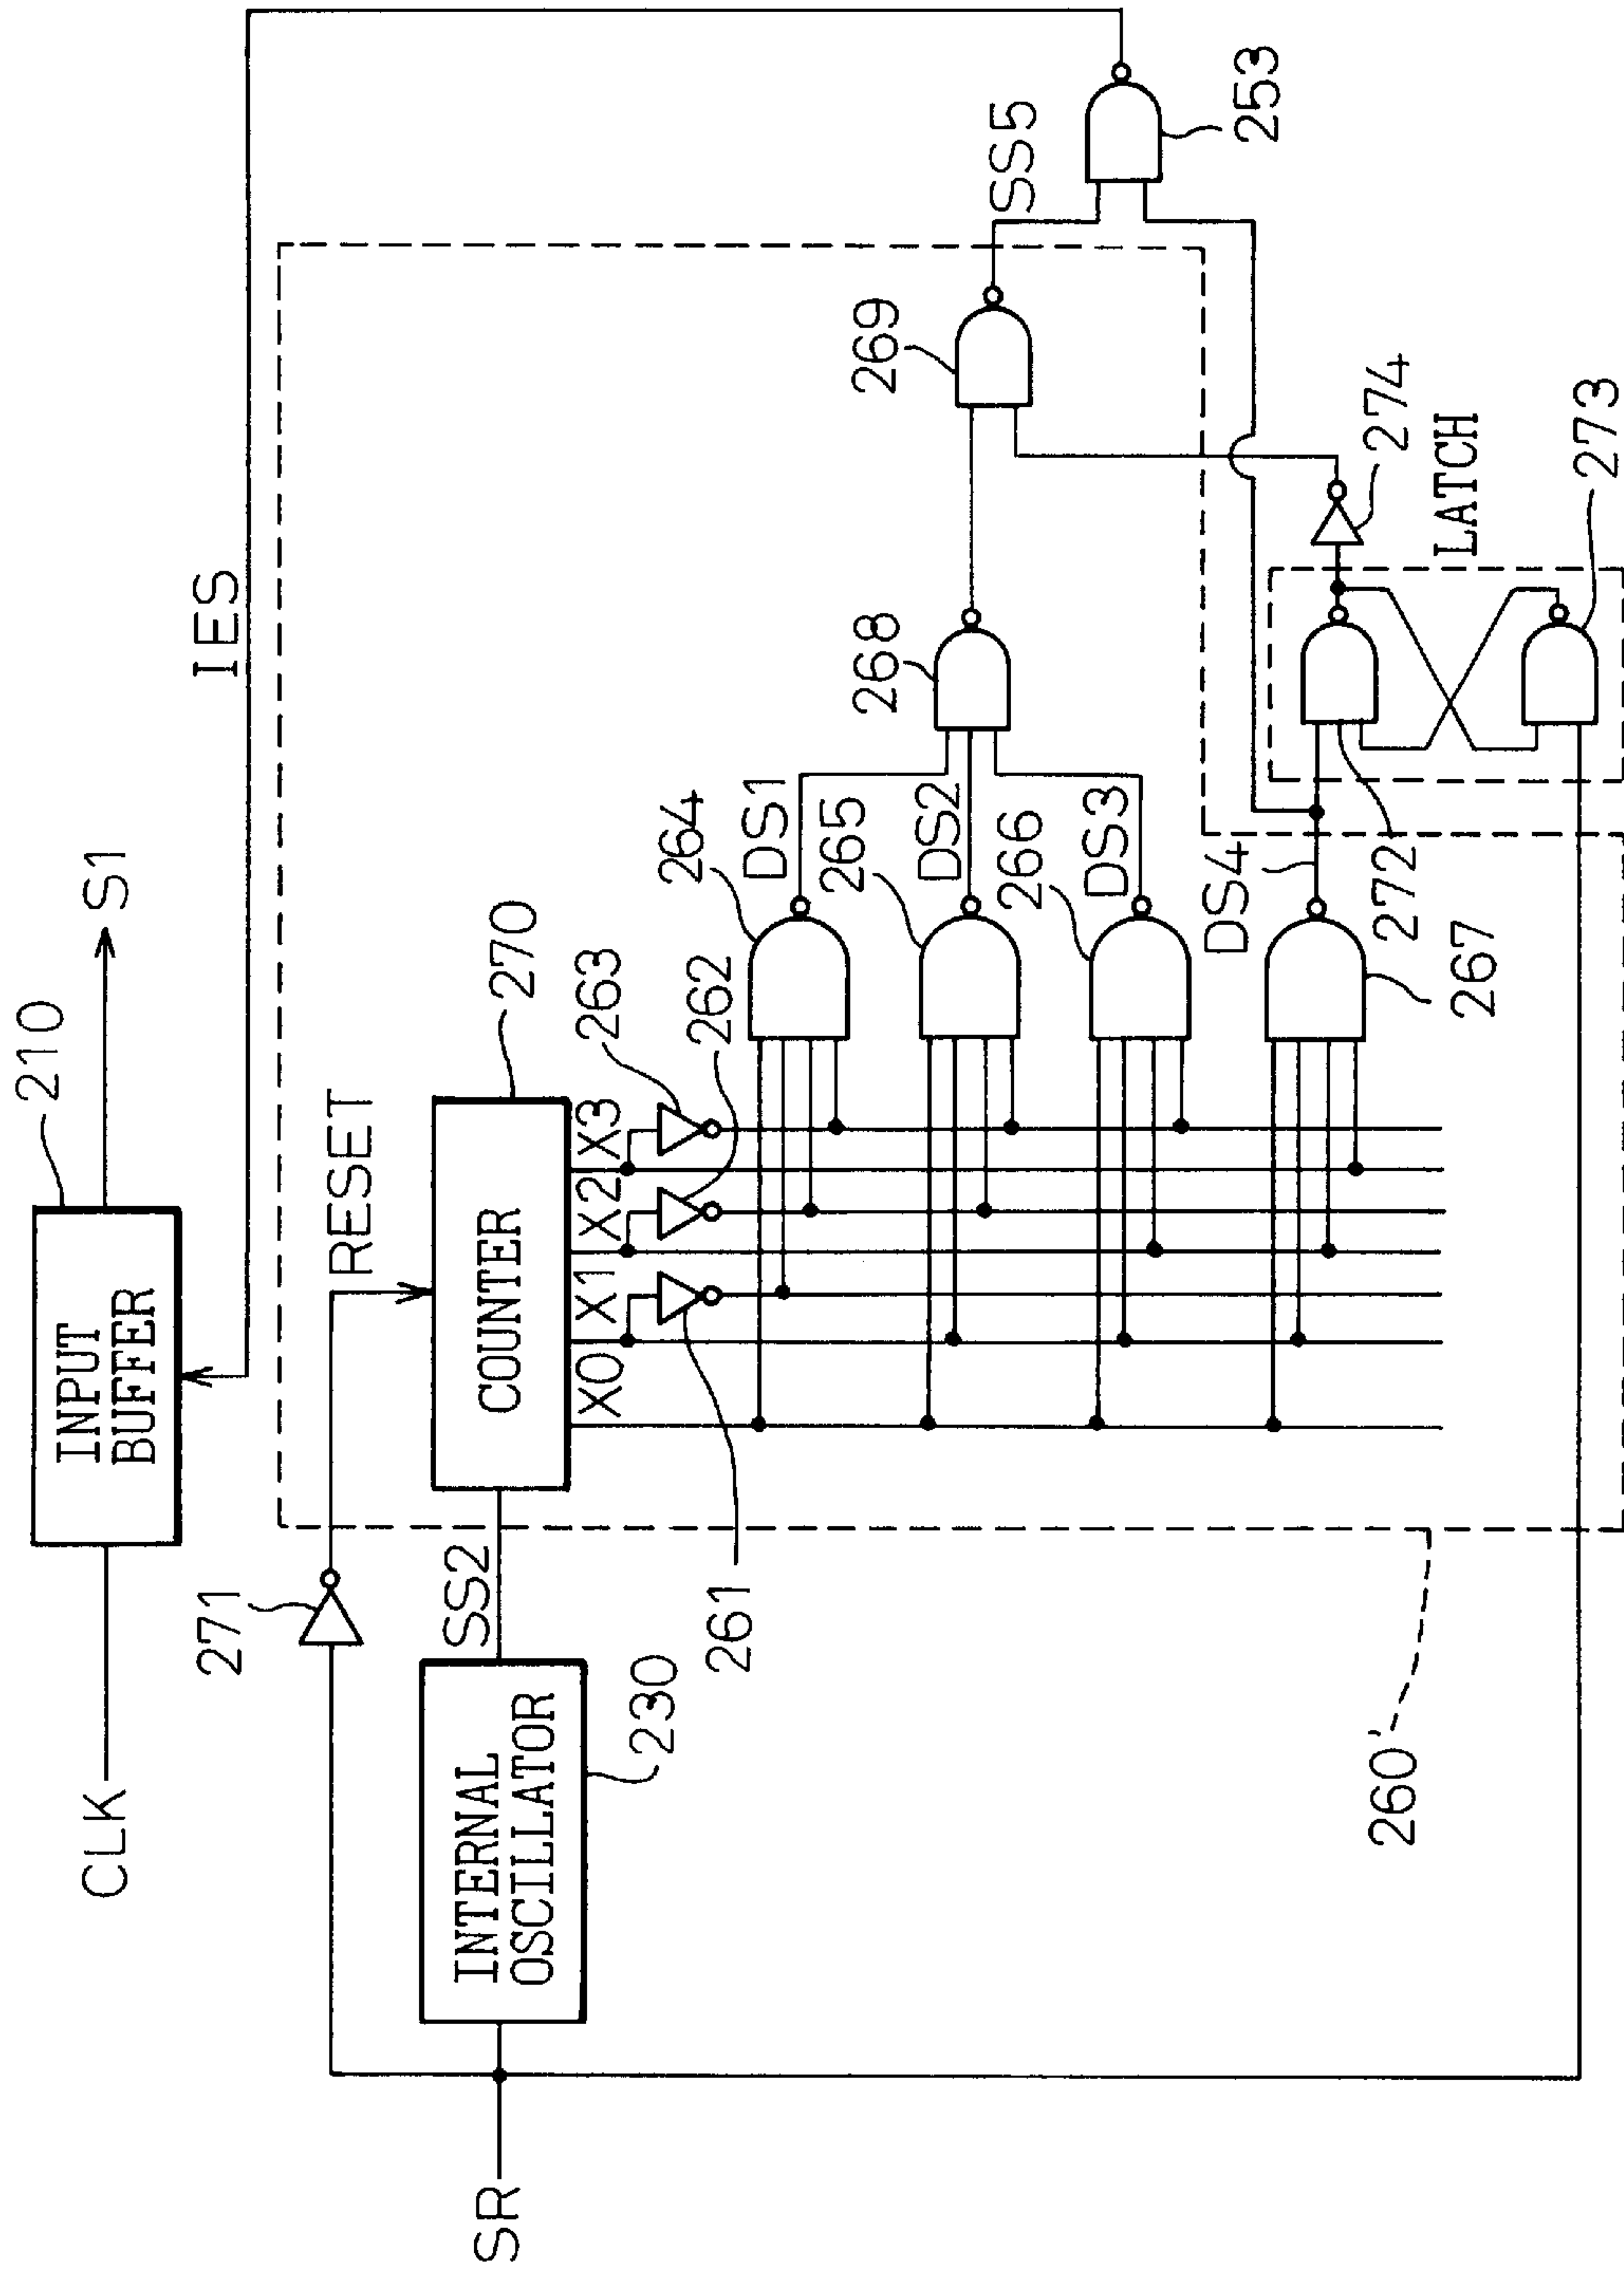 CLK
INPUT
BUFFER
210
S1
IES
271
RESET
SR
INTERNAL
OSCILLATOR
230
SS2
COUNTER
270
X0
X1
X2
X3
261
262
263
264
DS1
265
DS2
266
DS3
DS4
267
268
269
SS5
253
272
LATCH
274
273
260'